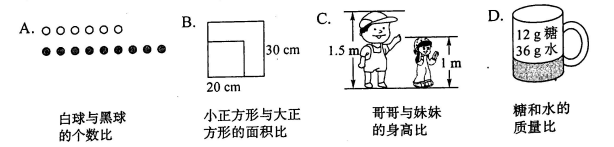 A.
白球与黑球
的个数比
B.
30 cm
20 cm
小正方形与大正
方形的面积比
C.
1.5 m
1 m
哥哥与妹妹
的身高比
D.
12 g 糖
36 g 水
糖和水的
质量比